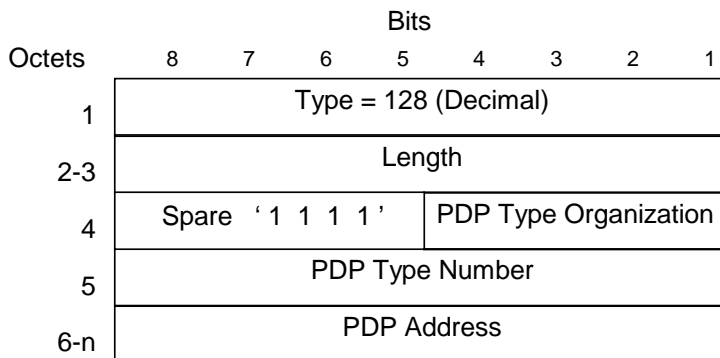 Bits
Octets 8 7 6 5 4 3 2 1
1 Type = 128 (Decimal)
2-3 Length
4 Spare ‘ 1 1 1 1 ’ PDP Type Organization
5 PDP Type Number
6-n PDP Address